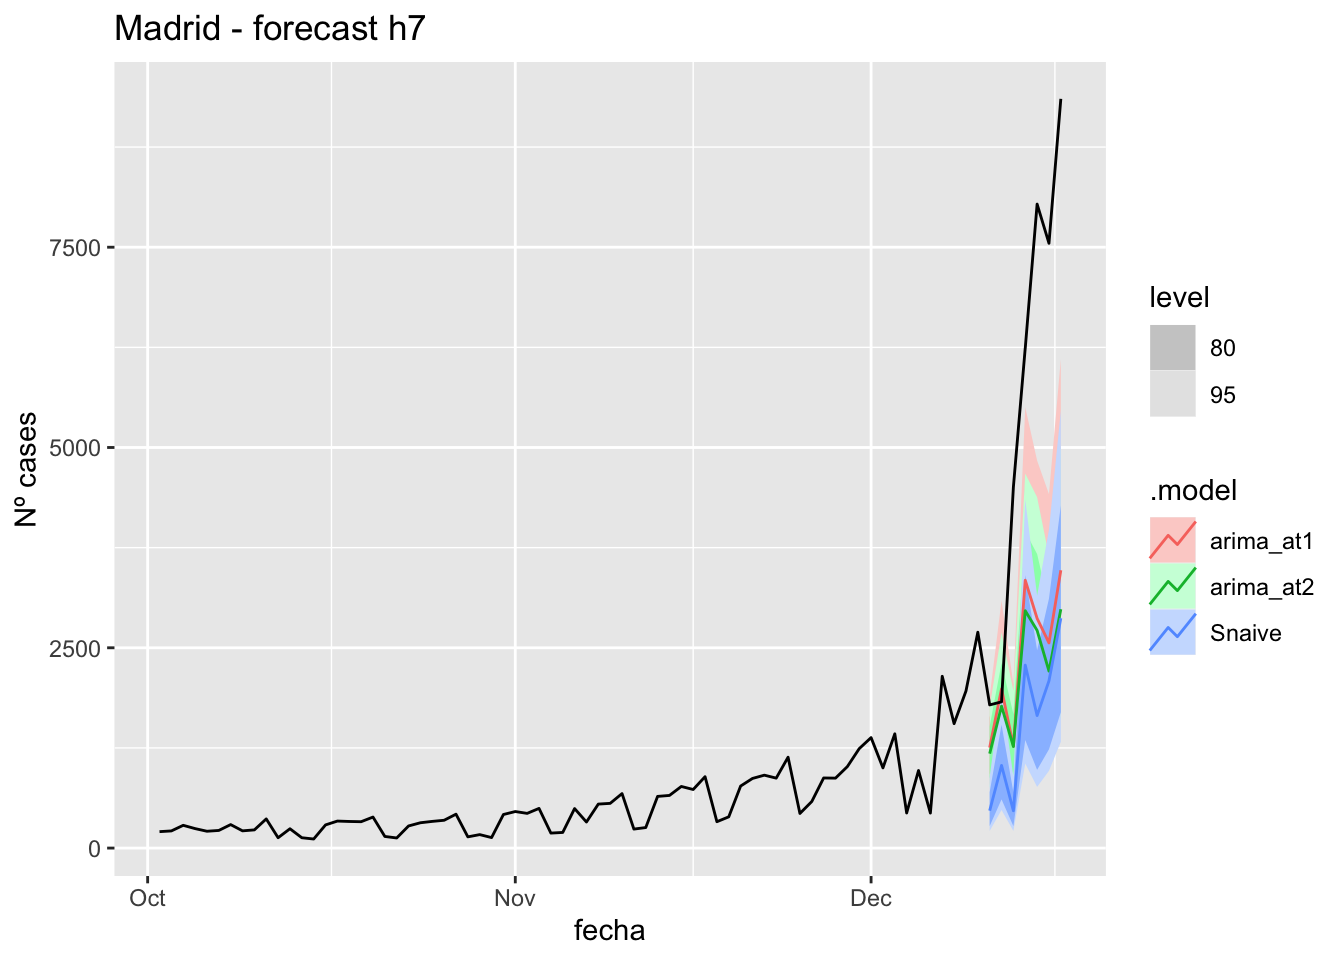 Madrid - forecast h7
Nº cases
7500
5000
2500
0
Oct
Nov
Dec
fecha
level
80
95
.model
arima_at1
arima_at2
Snaive